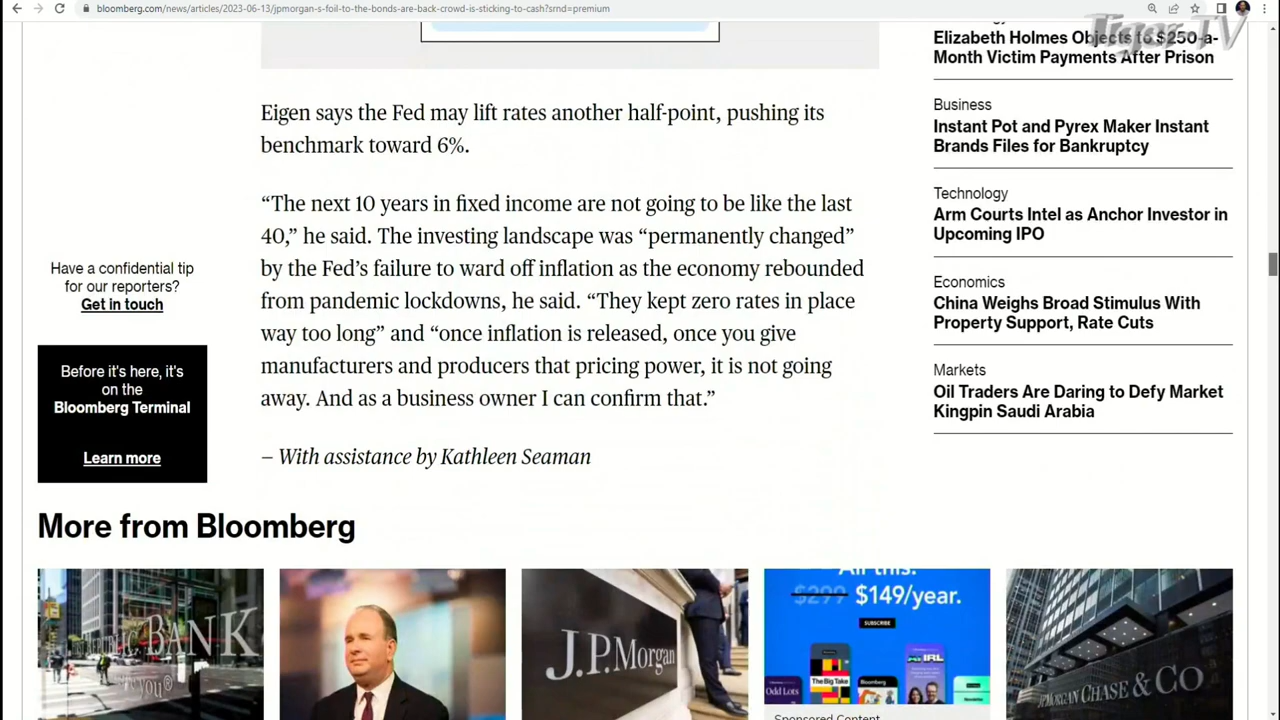 bloomberg.com/news/articles/2023-06-13/jpmorgan-s-foil-to-the-bonds-are-back-crowd-is-sticking-to-cash?srnd=premium
Tiger TV
Elizabeth Holmes Objects to $250-a-
Month Victim Payments After Prison
Eigen says the Fed may lift rates another half-point, pushing its
benchmark toward 6%.
“The next 10 years in fixed income are not going to be like the last
40,” he said. The investing landscape was “permanently changed”
by the Fed’s failure to ward off inflation as the economy rebounded
from pandemic lockdowns, he said. “They kept zero rates in place
way too long” and “once inflation is released, once you give
manufacturers and producers that pricing power, it is not going
away. And as a business owner I can confirm that.”
– With assistance by Kathleen Seaman
Business
Instant Pot and Pyrex Maker Instant
Brands Files for Bankruptcy
Technology
Arm Courts Intel as Anchor Investor in
Upcoming IPO
Economics
China Weighs Broad Stimulus With
Property Support, Rate Cuts
Markets
Oil Traders Are Daring to Defy Market
Kingpin Saudi Arabia
Have a confidential tip
for our reporters?
Get in touch
Before it's here, it's
on the
Bloomberg Terminal
Learn more
More from Bloomberg
BANK
J.P.Morgan
All this.
$299 $149/year.
SUBSCRIBE
Odd Lots
The Big Take
Bloomberg
IRL
Newsletter
JPMORGAN CHASE & CO
Sponsored Content